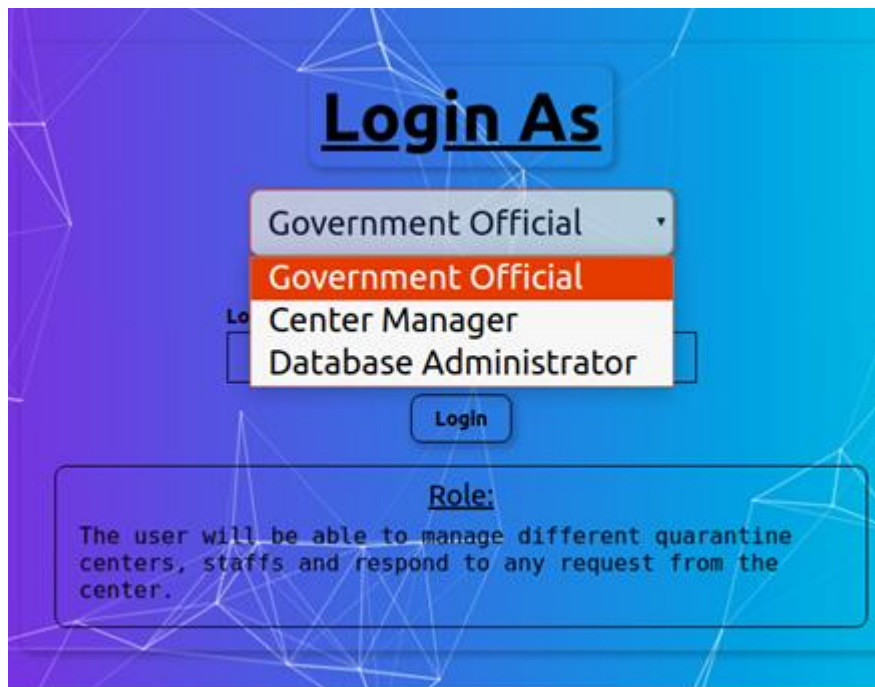 Login As
Government Official
Government Official
Center Manager
Lo
Database Administrator
Login
Role:
The user will be able to manage different quarantine
centers, staffs and respond to any request from the
center.